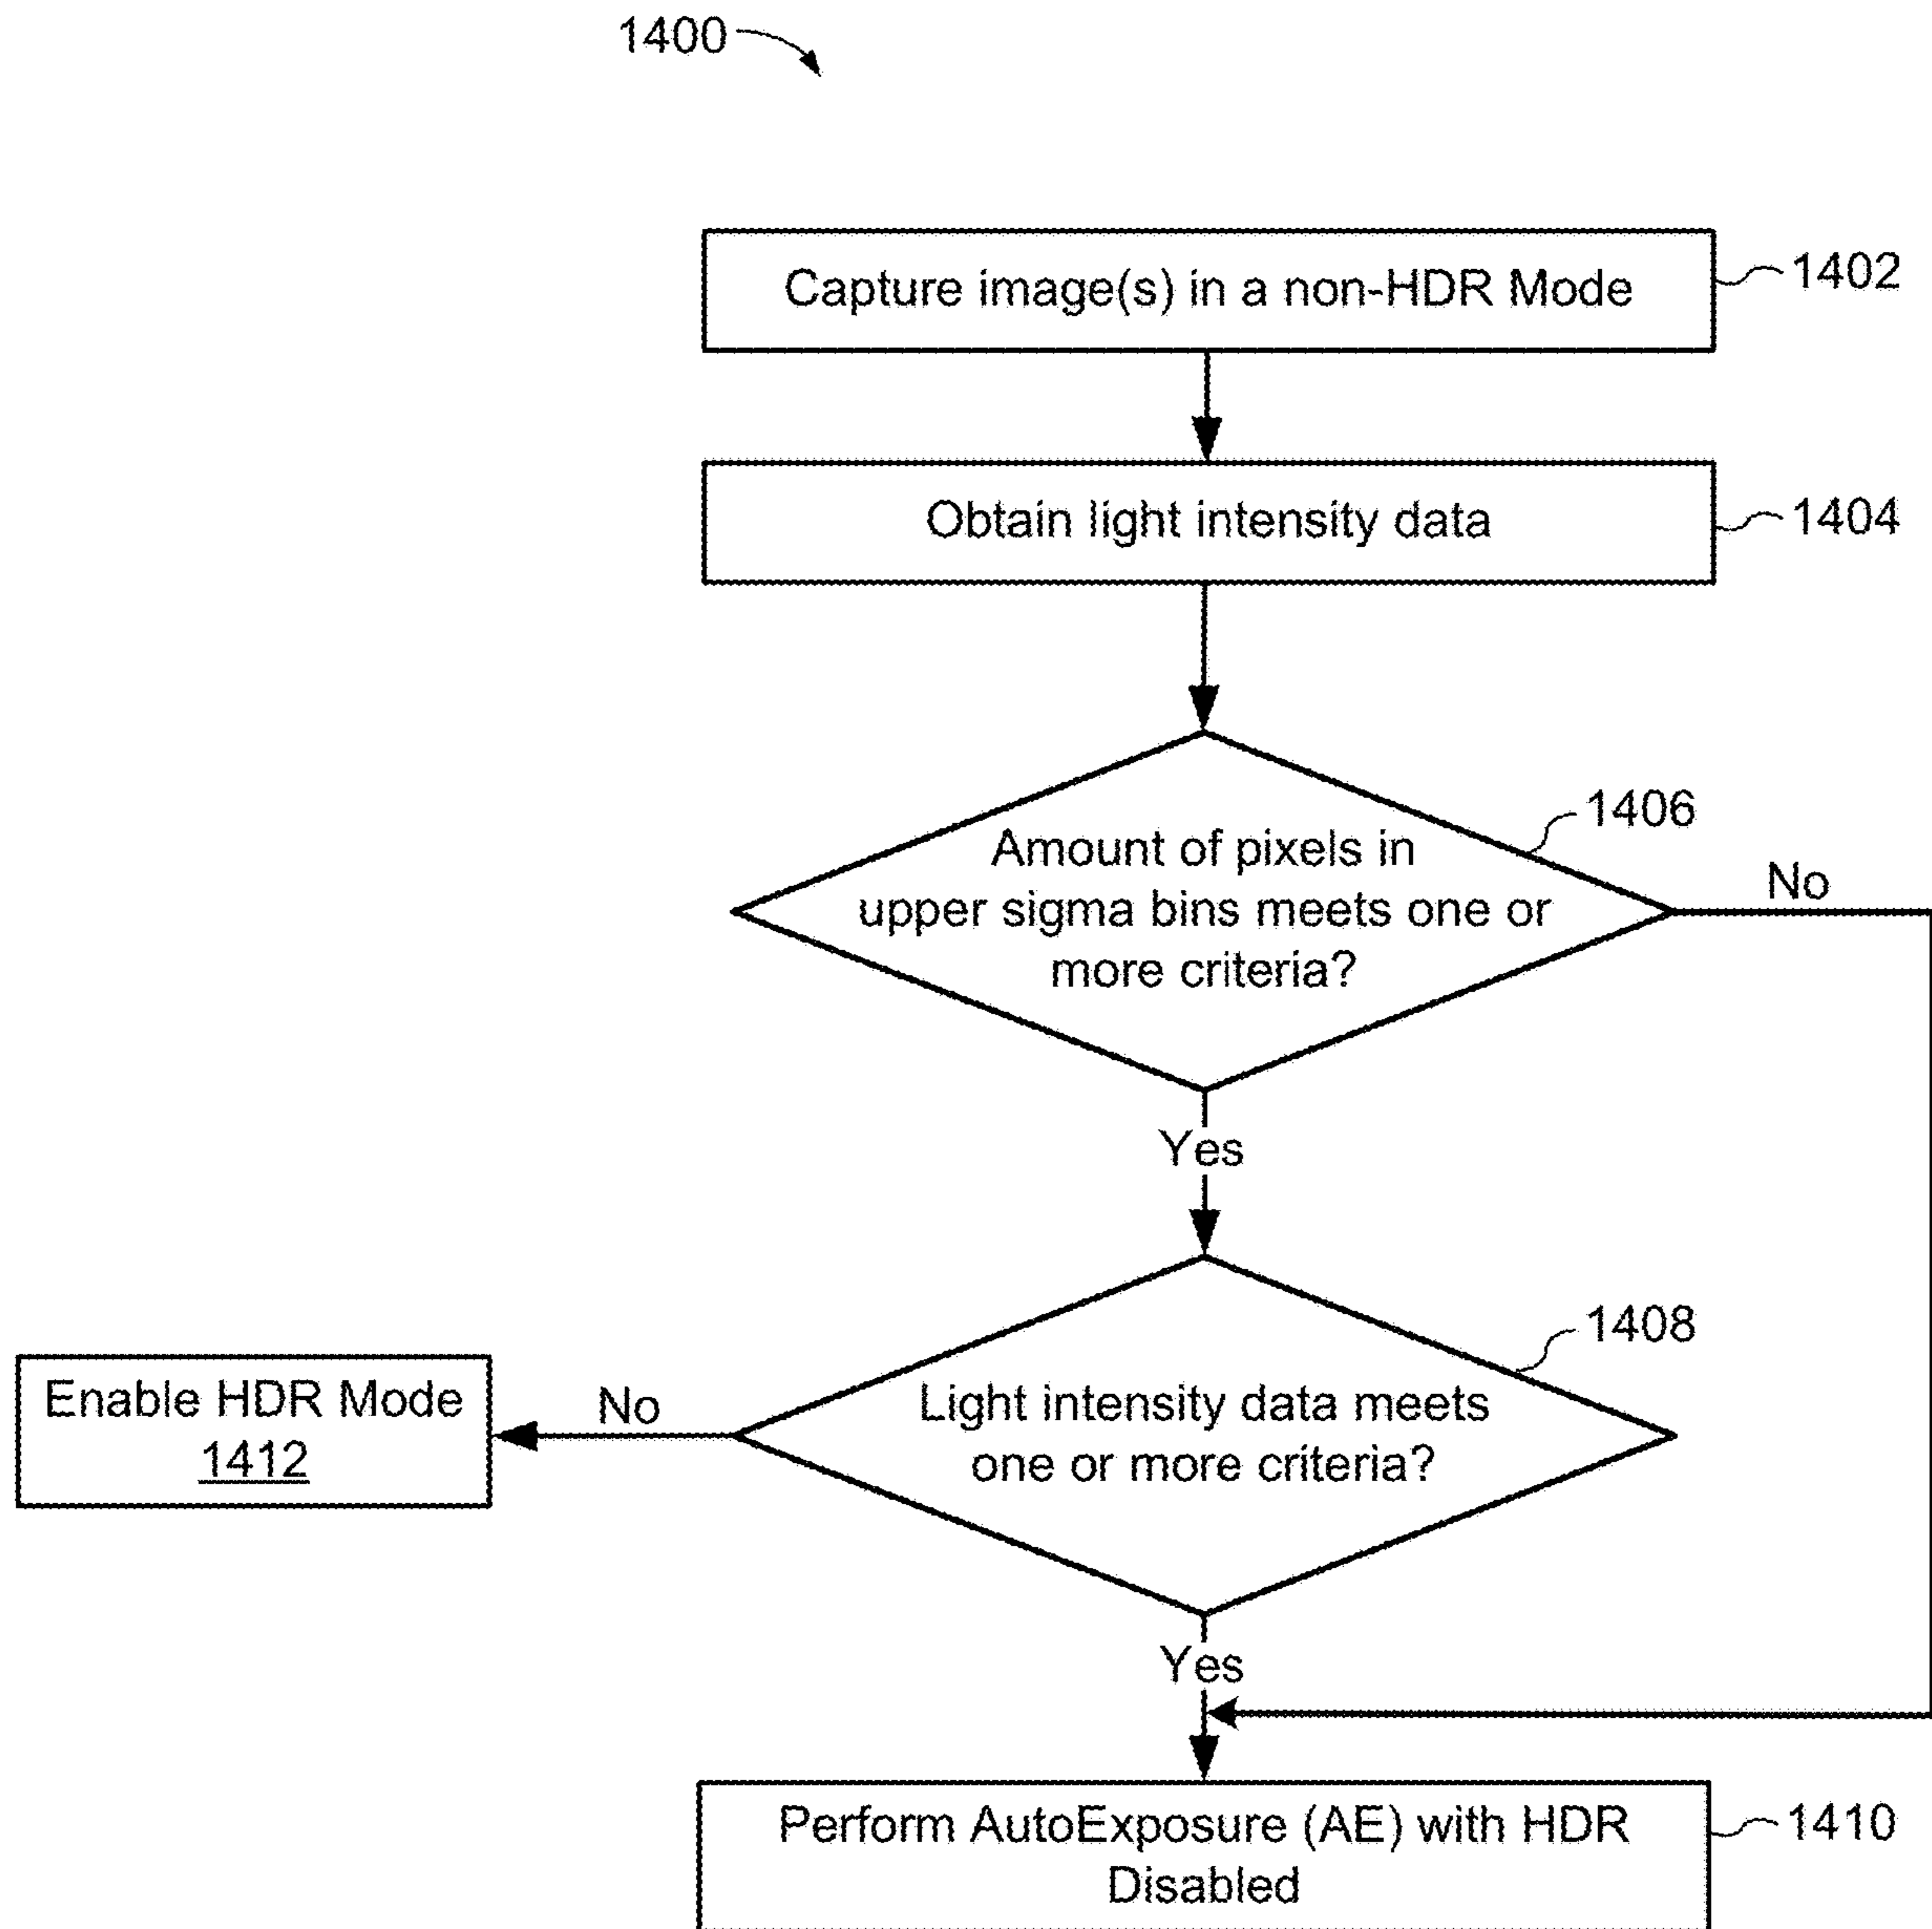 1400
Capture image(s) in a non-HDR Mode
1402
Obtain light intensity data
1404
1406
Amount of pixels in
upper sigma bins meets one or
more criteria?
No
Yes
1408
Light intensity data meets
one or more criteria?
No
Enable HDR Mode
1412
Yes
Perform AutoExposure (AE) with HDR
Disabled
1410